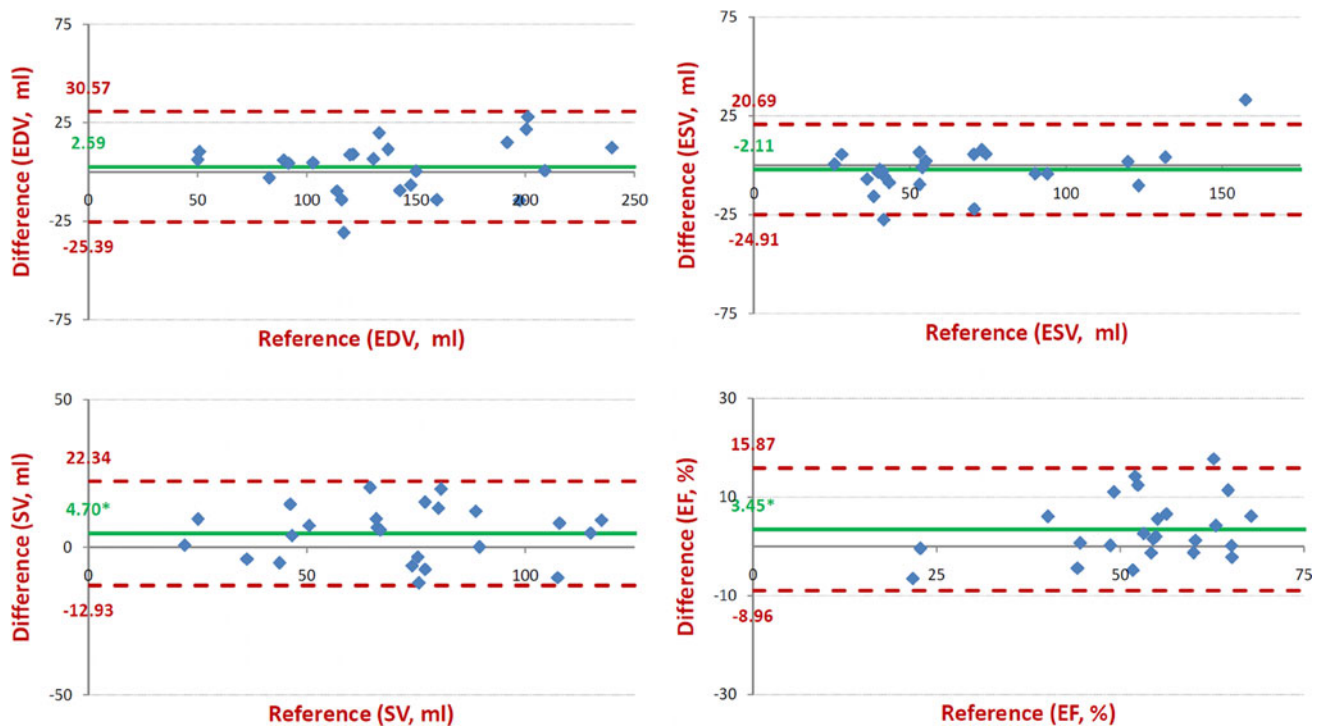 75
30.57
25
2.59
0 50 100 150 200 250
-25
-25.39
-75
Difference (EDV, ml)
Reference (EDV, ml)
75
20.69
25
-2.11
0 50 100 150
-25
-24.91
-75
Difference (ESV, ml)
Reference (ESV, ml)
50
22.34
4.70*
0
0 50 100
-12.93
-50
Difference (SV, ml)
Reference (SV, ml)
30
15.87
10
3.45*
0 25 50 75
-10
-8.96
-30
Difference (EF, %)
Reference (EF, %)